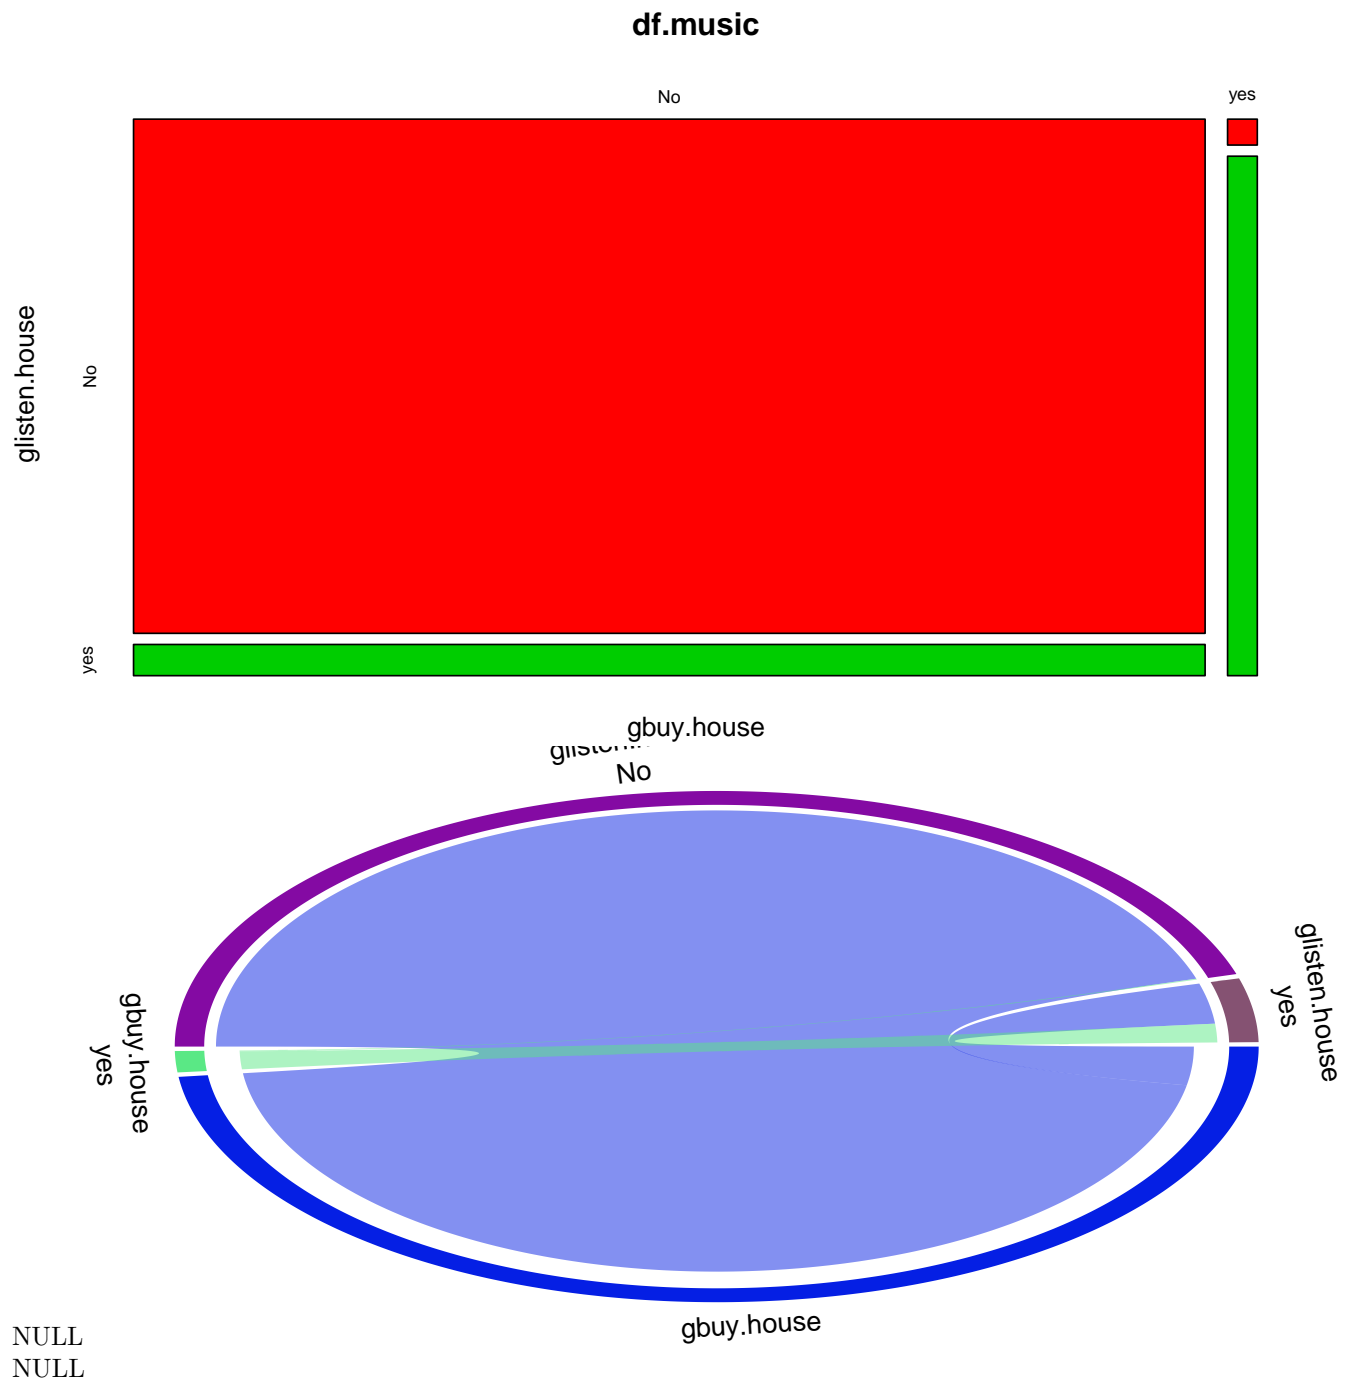 df.music
No
yes
glisten.house
No
yes
gbuy.house
No
glisten.house
yes
gbuy.house
yes
gbuy.house
NULL
NULL